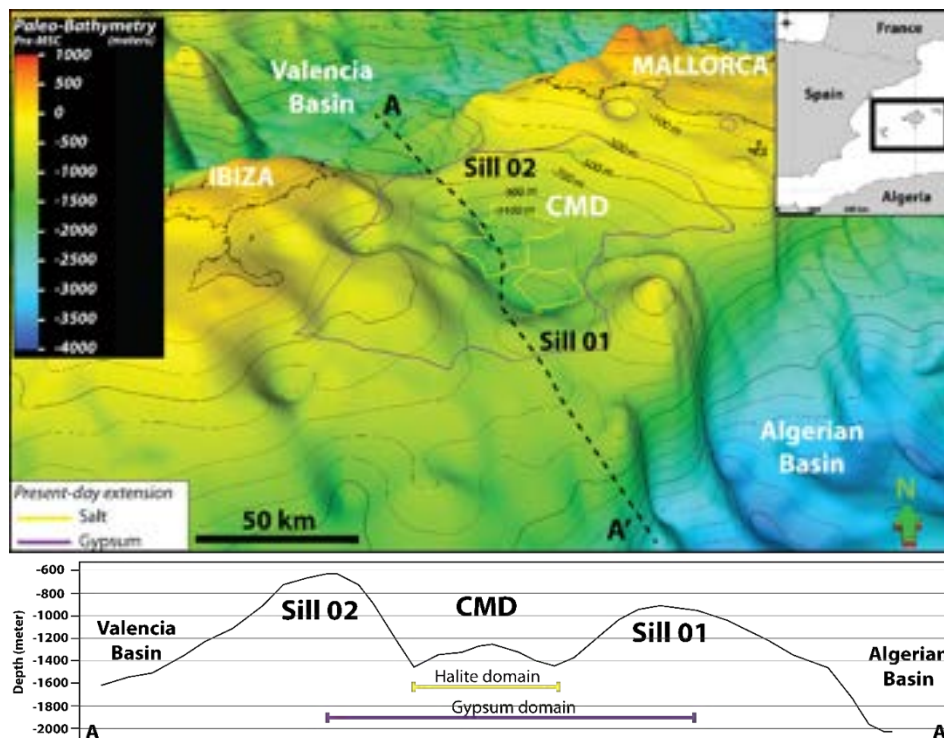 Paleo-Bathymetry
Pre-MSC (meters)
1000
500
0
-500
-1000
-1500
-2000
-2500
-3000
-3500
-4000
Valencia
Basin
A
MALLORCA
IBIZA
Sill 02
CMD
Sill 01
Algerian
Basin
A'
N
France
Spain
Algeria
Present-day extension
Salt
Gypsum
50 km
Depth (meter)
-600
-800
-1000
-1200
-1400
-1600
-1800
-2000
Valencia
Basin
Sill 02
CMD
Sill 01
Algerian
Basin
Halite domain
Gypsum domain
A
A